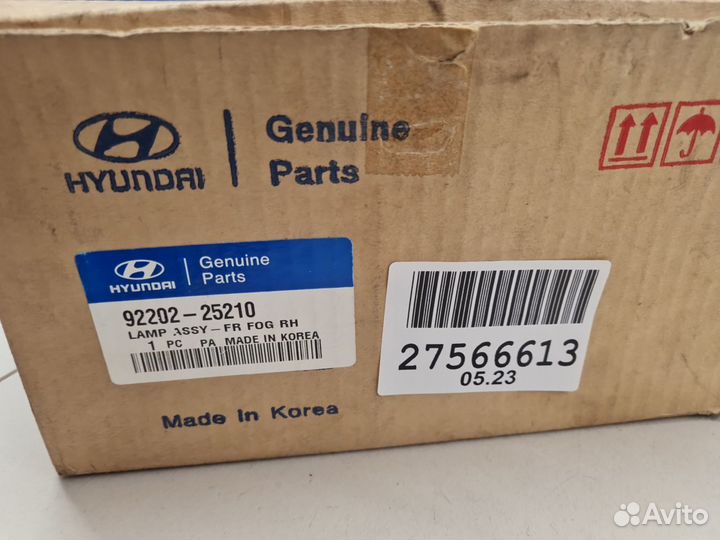 HYUNDAI
Genuine
Parts
HYUNDAI
Genuine
Parts
92202-25210
LAMP ASSY-FR FOG RH
1 PC PA MADE IN KOREA
27566613
05.23
Made in Korea
Avito